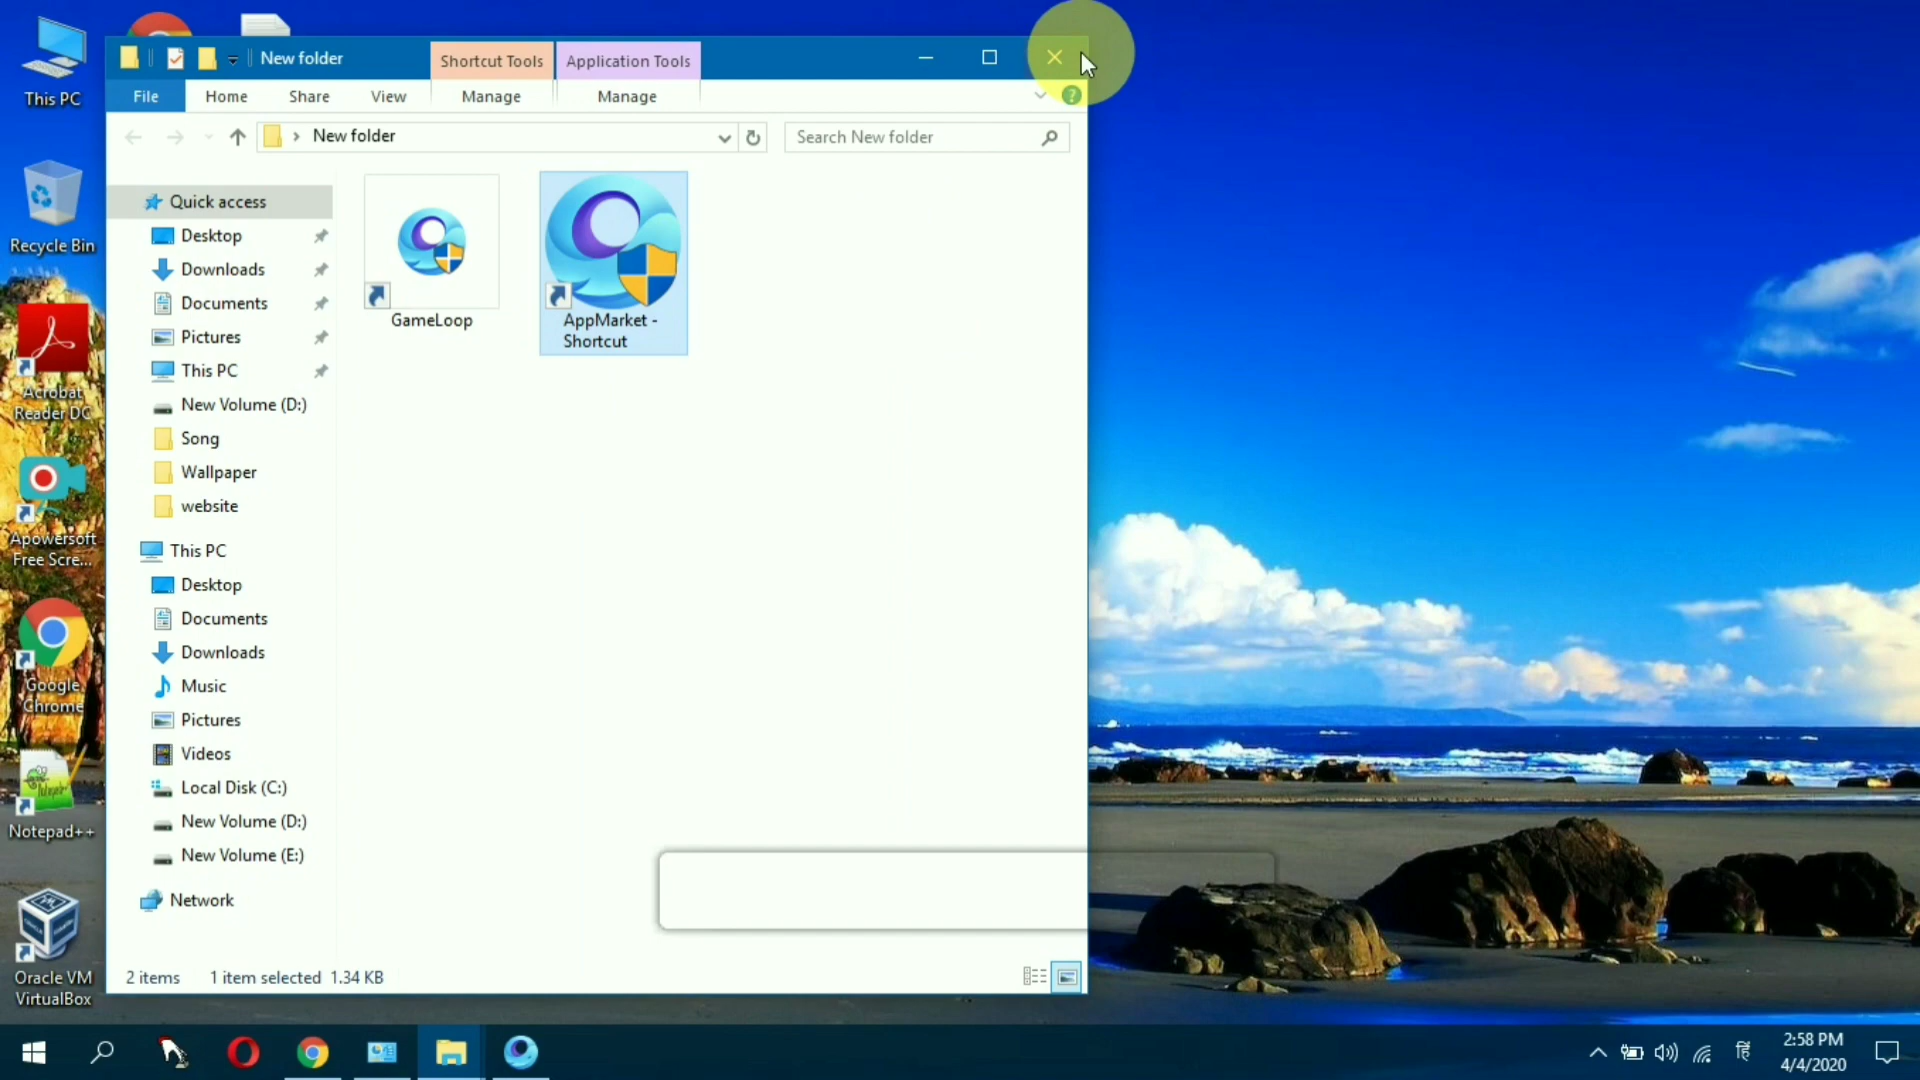 This PC
Recycle Bin
Acrobat
Reader DC
Apowersoft
Free Scre...
Google
Chrome
Notepad++
Oracle VM
VirtualBox
New folder
Shortcut Tools
Application Tools
File
Home
Share
View
Manage
Manage
New folder
Search New folder
Quick access
Desktop
Downloads
Documents
Pictures
This PC
New Volume (D:)
Song
Wallpaper
website
This PC
Desktop
Documents
Downloads
Music
Pictures
Videos
Local Disk (C:)
New Volume (D:)
New Volume (E:)
Network
GameLoop
AppMarket -
Shortcut
2 items
1 item selected 1.34 KB
हिं
2:58 PM
4/4/2020